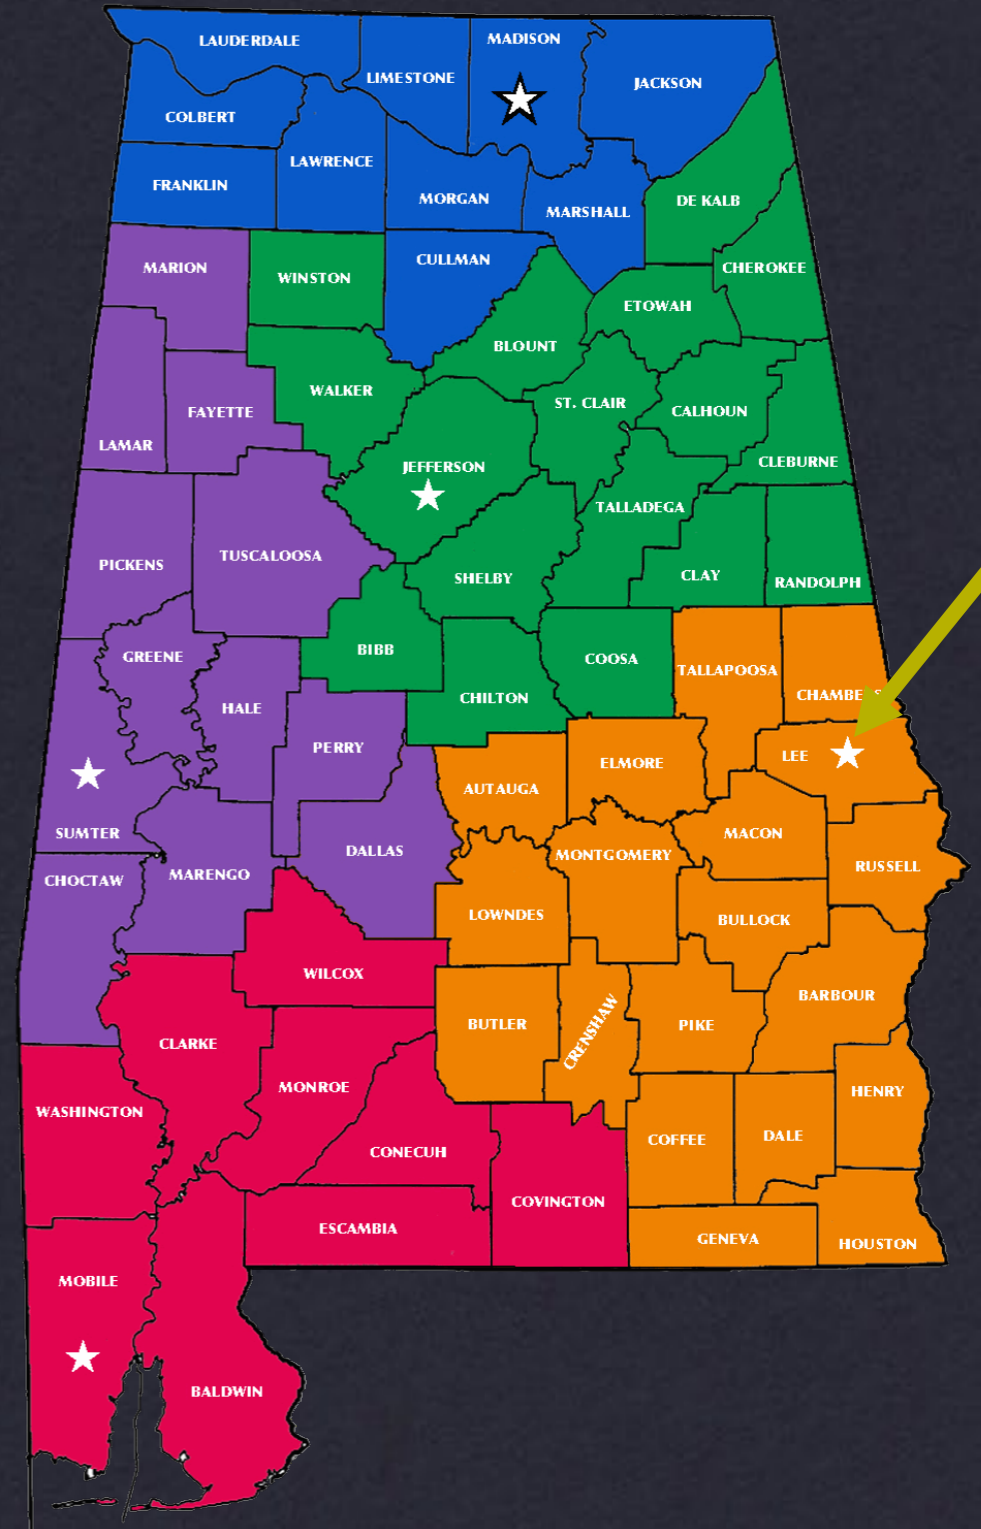 LAUDERDALE
LIMESTONE
MADISON
JACKSON
COLBERT
LAWRENCE
FRANKLIN
MORGAN
MARSHALL
DE KALB
CHEROKEE
MARION
WINSTON
CULLMAN
ETOWAH
BLOUNT
WALKER
ST. CLAIR
CALHOUN
FAYETTE
LAMAR
JEFFERSON
CLEBURNE
TALLADEGA
PICKENS
TUSCALOOSA
SHELBY
CLAY
RANDOLPH
GREENE
BIBB
COOSA
TALLAPOOSA
CHAMBERS
HALE
CHILTON
PERRY
ELMORE
LEE
AUTAUGA
SUMTER
MACON
DALLAS
MONTGOMERY
RUSSELL
CHOCTAW
MARENGO
LOWNDES
BULLOCK
WILCOX
BARBOUR
CLARKE
BUTLER
CRENSHAW
PIKE
MONROE
HENRY
WASHINGTON
CONECUH
COFFEE
DALE
COVINGTON
ESCAMBIA
GENEVA
HOUSTON
MOBILE
BALDWIN